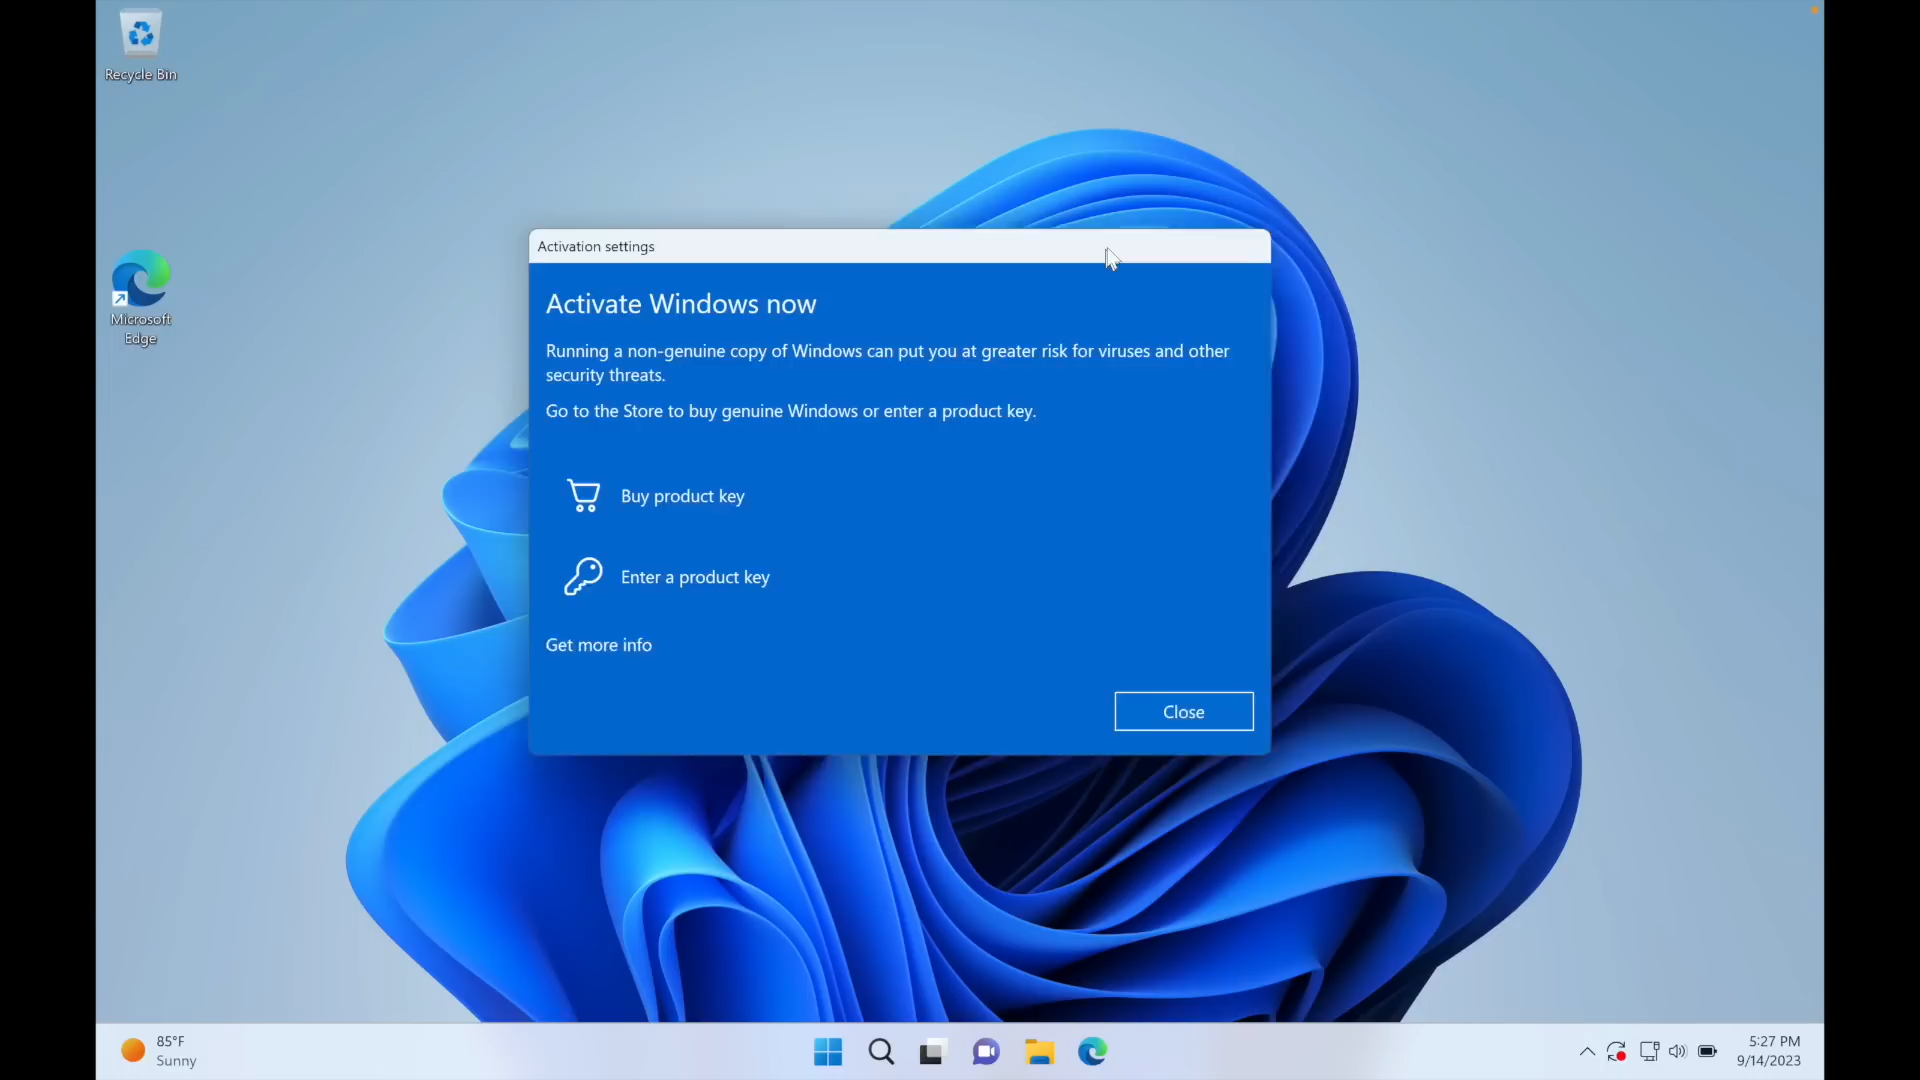 Recycle Bin
Microsoft
Edge
Activation settings
Activate Windows now
Running a non-genuine copy of Windows can put you at greater risk for viruses and other
security threats.
Go to the Store to buy genuine Windows or enter a product key.
Buy product key
Enter a product key
Get more info
Close
85°F
Sunny
5:27 PM
9/14/2023